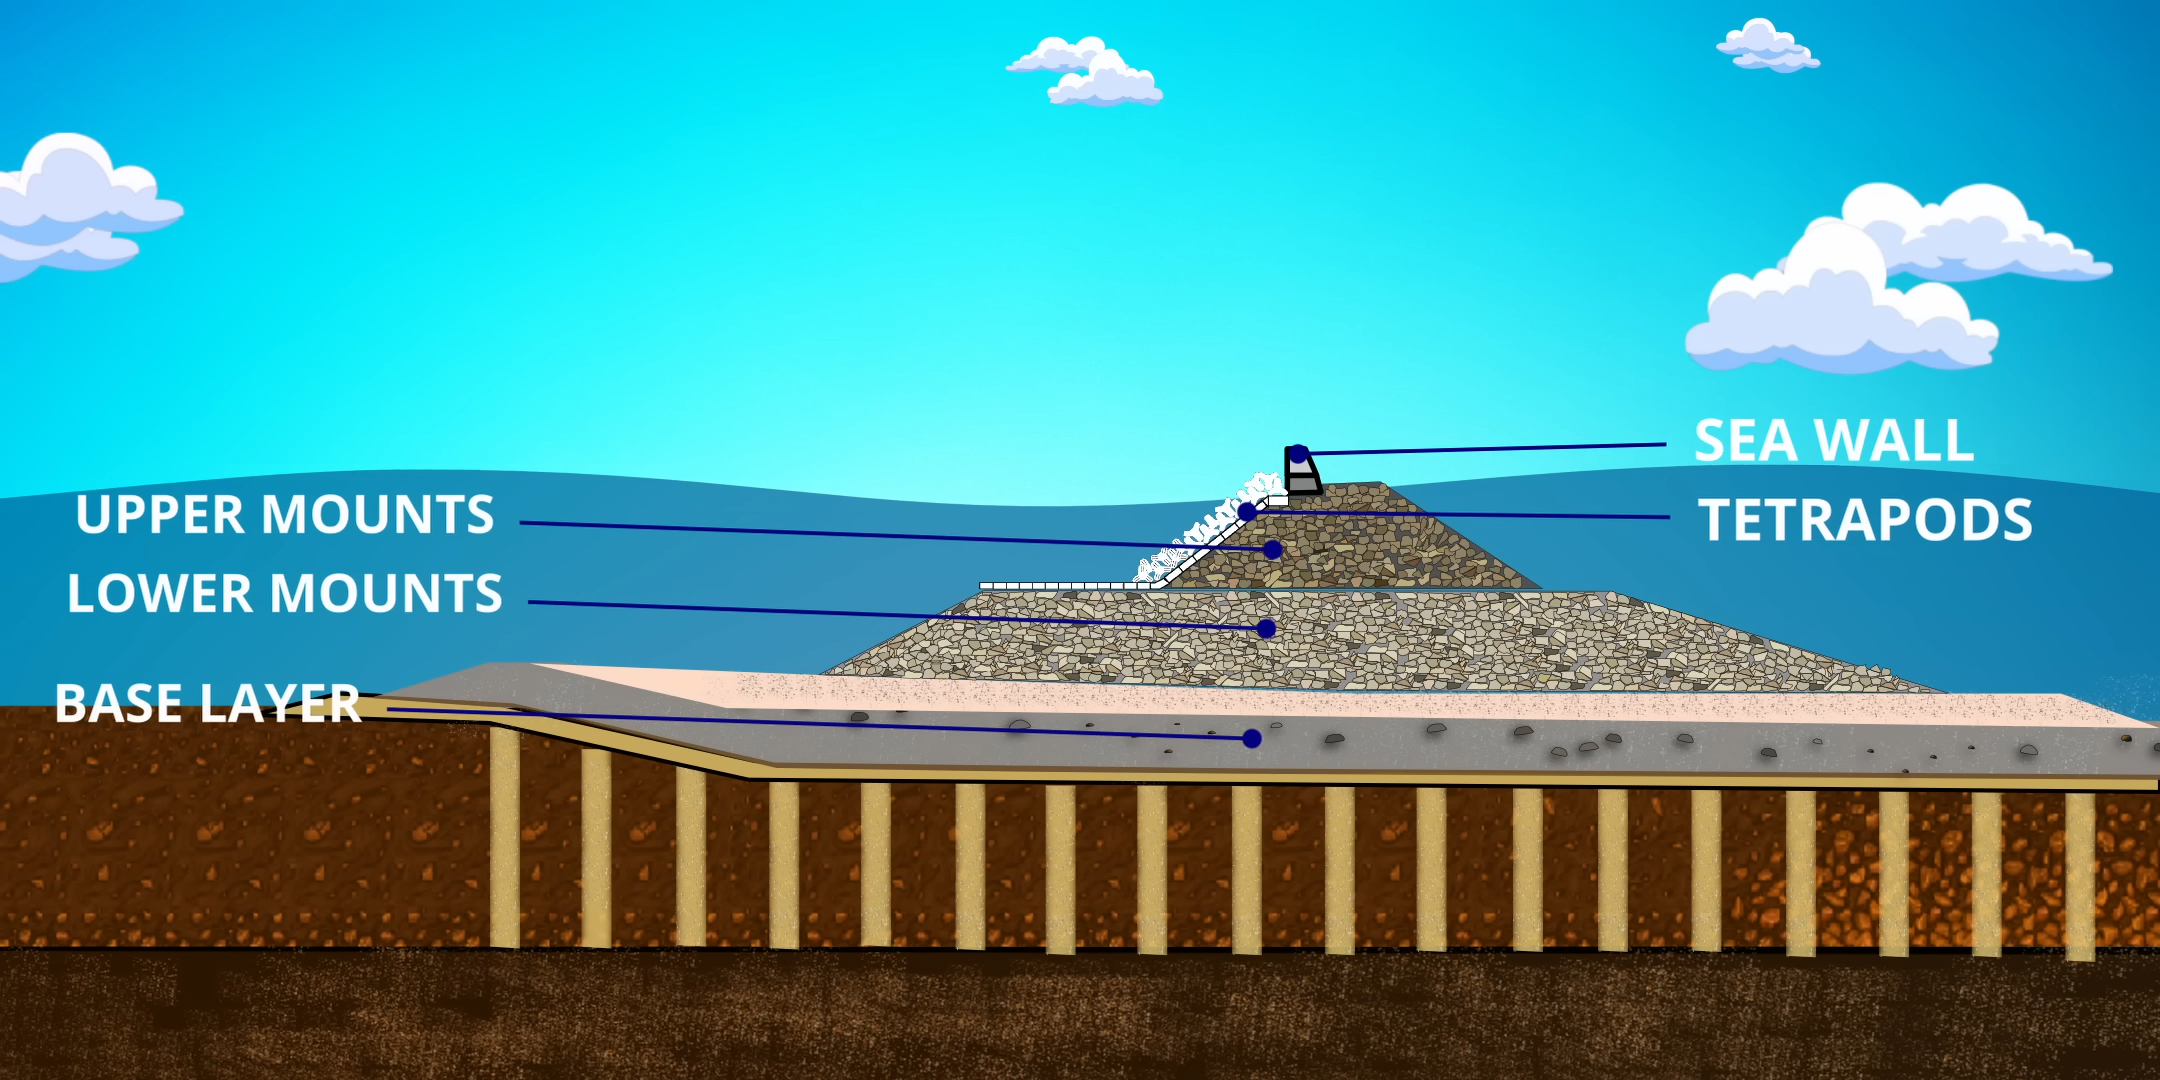 SEA WALL
UPPER MOUNTS
TETRAPODS
LOWER MOUNTS
BASE LAYER